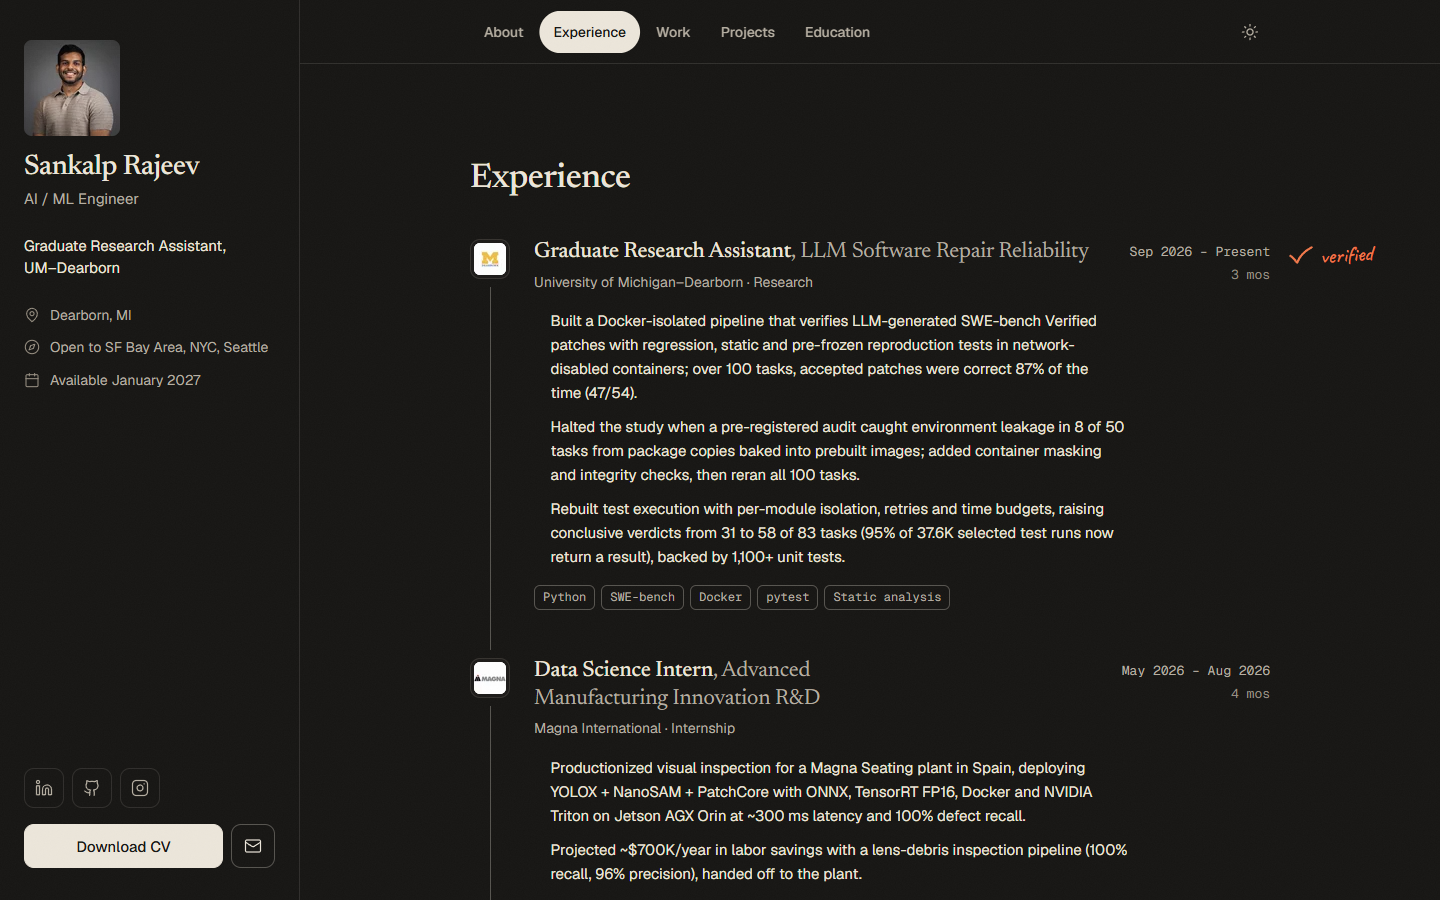 About
Experience
Work
Projects
Education
Sankalp Rajeev
AI / ML Engineer
Graduate Research Assistant,
UM–Dearborn
Dearborn, MI
Open to SF Bay Area, NYC, Seattle
Available January 2027
Download CV
Experience
Graduate Research Assistant, LLM Software Repair Reliability
Sep 2026 – Present
verified
3 mos
University of Michigan–Dearborn · Research
Built a Docker-isolated pipeline that verifies LLM-generated SWE-bench Verified
patches with regression, static and pre-frozen reproduction tests in network-
disabled containers; over 100 tasks, accepted patches were correct 87% of the
time (47/54).
Halted the study when a pre-registered audit caught environment leakage in 8 of 50
tasks from package copies baked into prebuilt images; added container masking
and integrity checks, then reran all 100 tasks.
Rebuilt test execution with per-module isolation, retries and time budgets, raising
conclusive verdicts from 31 to 58 of 83 tasks (95% of 37.6K selected test runs now
return a result), backed by 1,100+ unit tests.
Python
SWE-bench
Docker
pytest
Static analysis
MAGNA
Data Science Intern, Advanced
Manufacturing Innovation R&D
May 2026 – Aug 2026
4 mos
Magna International · Internship
Productionized visual inspection for a Magna Seating plant in Spain, deploying
YOLOX + NanoSAM + PatchCore with ONNX, TensorRT FP16, Docker and NVIDIA
Triton on Jetson AGX Orin at ~300 ms latency and 100% defect recall.
Projected ~$700K/year in labor savings with a lens-debris inspection pipeline (100%
recall, 96% precision), handed off to the plant.